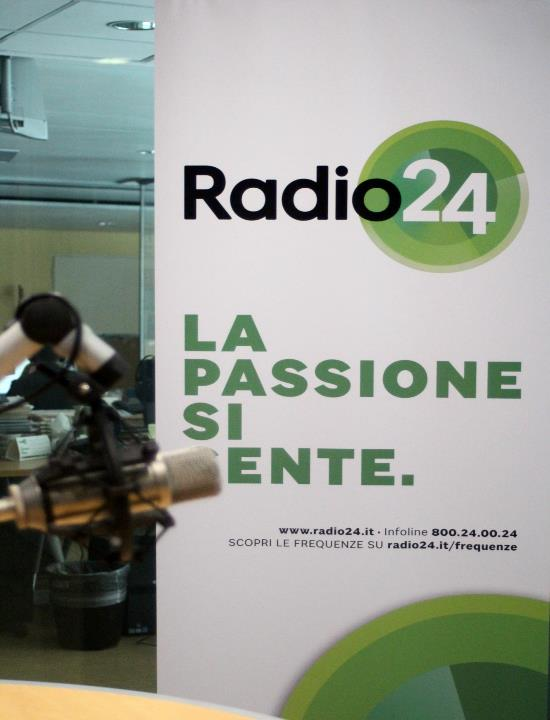 Radio24
LA
PASSIONE
SI
ENTE.
www.radio24.it · Infoline 800.24.00.24
SCOPRI LE FREQUENZE SU radio24.it/frequenze